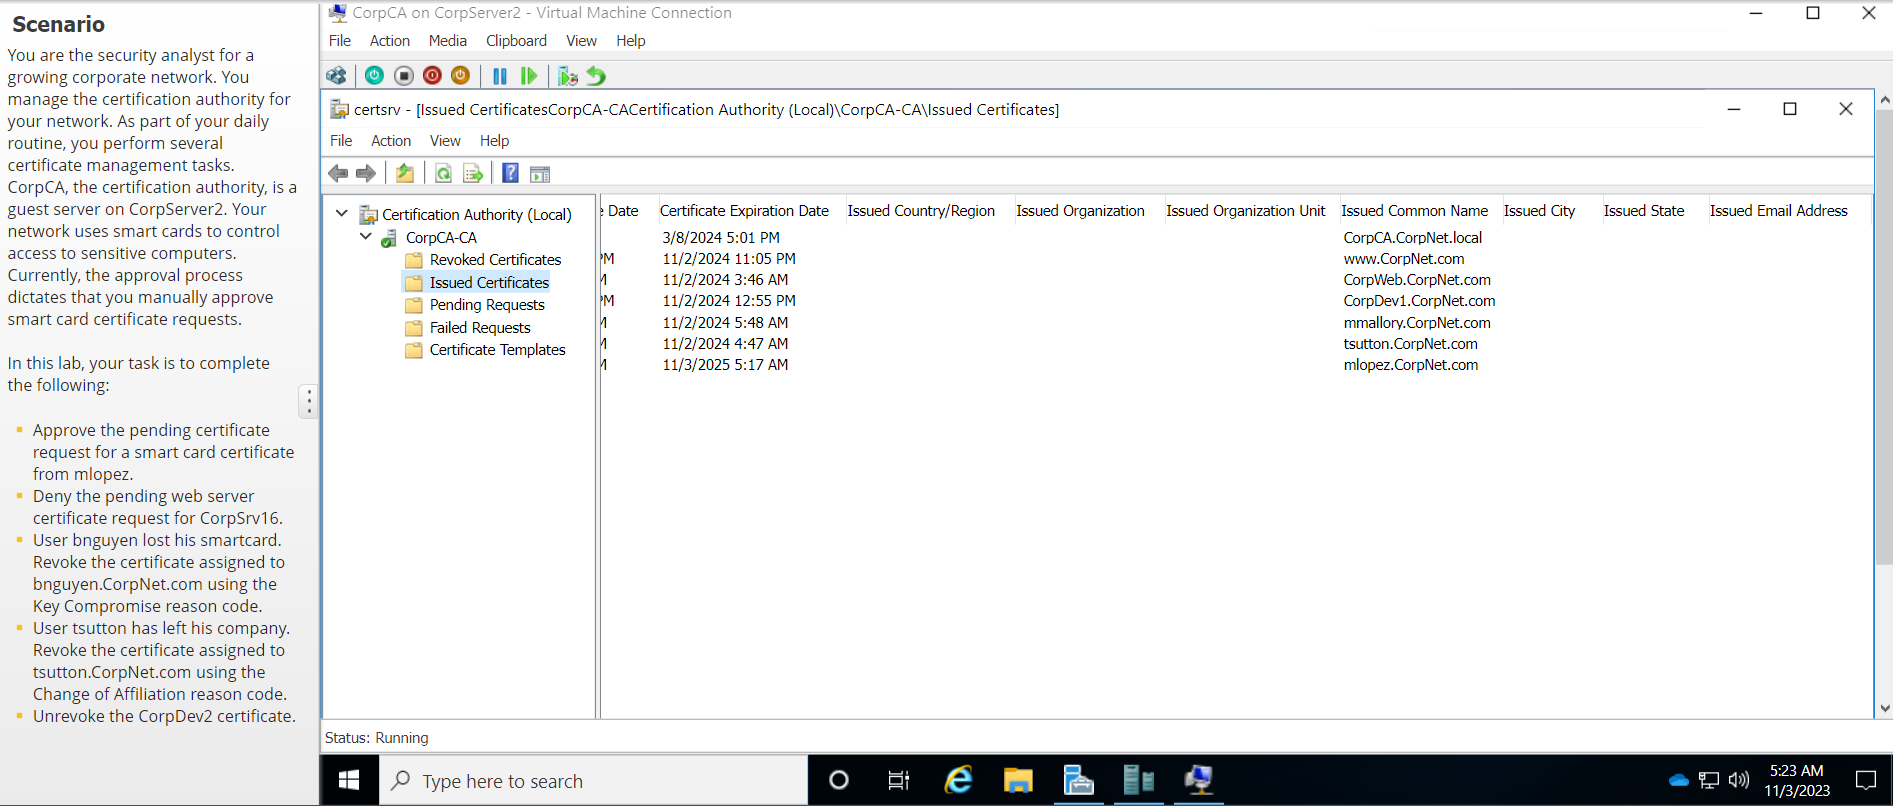 Scenario
You are the security analyst for a
growing corporate network. You
manage the certification authority for
your network. As part of your daily
routine, you perform several
certificate management tasks.
CorpCA, the certification authority, is a
guest server on CorpServer2. Your
network uses smart cards to control
access to sensitive computers.
Currently, the approval process
dictates that you manually approve
smart card certificate requests.
In this lab, your task is to complete
the following:
Approve the pending certificate
request for a smart card certificate
from mlopez.
Deny the pending web server
certificate request for CorpSrv16.
User bnguyen lost his smartcard.
Revoke the certificate assigned to
bnguyen.CorpNet.com using the
Key Compromise reason code.
User tsutton has left his company.
Revoke the certificate assigned to
tsutton.CorpNet.com using the
Change of Affiliation reason code.
Unrevoke the CorpDev2 certificate.
CorpCA on CorpServer2 - Virtual Machine Connection
File Action Media Clipboard View Help
certsrv - [Issued CertificatesCorpCA-CACertification Authority (Local)\CorpCA-CA\Issued Certificates]
File Action View Help
Certification Authority (Local)
CorpCA-CA
Revoked Certificates
Issued Certificates
Pending Requests
Failed Requests
Certificate Templates
Date Certificate Expiration Date Issued Country/Region Issued Organization Issued Organization Unit Issued Common Name Issued City Issued State Issued Email Address
3/8/2024 5:01 PM CorpCA.CorpNet.local
PM 11/2/2024 11:05 PM www.CorpNet.com
11/2/2024 3:46 AM CorpWeb.CorpNet.com
PM 11/2/2024 12:55 PM CorpDev1.CorpNet.com
11/2/2024 5:48 AM mmallory.CorpNet.com
11/2/2024 4:47 AM tsutton.CorpNet.com
11/3/2025 5:17 AM mlopez.CorpNet.com
Status: Running
Type here to search
5:23 AM
11/3/2023